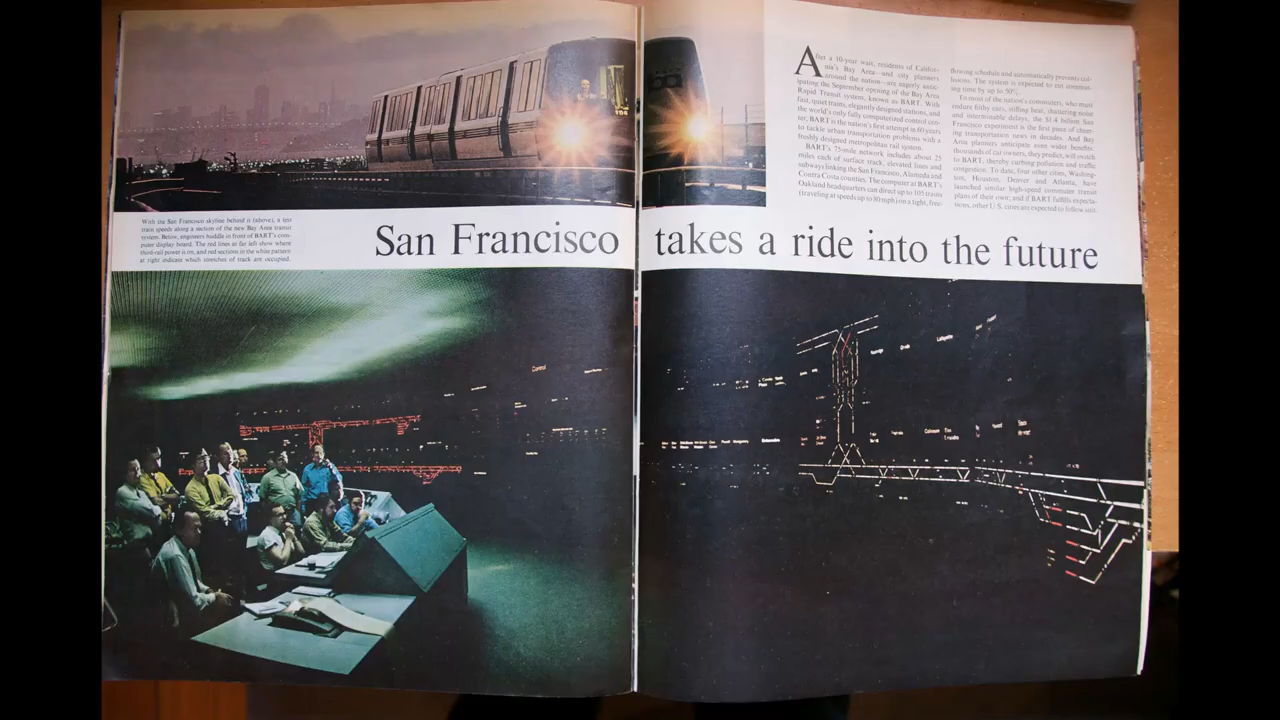 After a 10-year wait, residents of Califor-
nia's Bay Area—and city planners
around the nation—are eagerly antic-
ipating the September opening of the Bay Area
Rapid Transit system, known as BART. With
fast, quiet trains, elegantly designed stations, and
the world's only fully computerized control cen-
ter, BART is the nation's first attempt in 60 years
to tackle urban transportation problems with a
freshly designed metropolitan rail system.
BART's 75-mile network includes about 25
miles each of surface track, elevated lines and
subways linking the San Francisco, Alameda and
Contra Costa counties. The computer at BART's
Oakland headquarters can direct up to 105 trains
(traveling at speeds up to 80 mph) on a tight, free-
flowing schedule and automatically prevents col-
lisions. The system is expected to cut commut-
ing time by up to 50%.
To most of the nation's commuters, who must
endure filthy cars, stifling heat, shattering noise
and interminable delays, the $1.4 billion San
Francisco experiment is the first piece of cheer-
ing transportation news in decades. And Bay
Area planners anticipate even wider benefits:
thousands of car owners, they predict, will switch
to BART, thereby curbing pollution and traffic
congestion. To date, four other cities, Washing-
ton, Houston, Denver and Atlanta, have
launched similar high-speed commuter transit
plans of their own; and if BART fulfills expecta-
tions, other U.S. cities are expected to follow suit.
With the San Francisco skyline behind it (above), a test
train speeds along a section of the new Bay Area transit
system. Below, engineers huddle in front of BART's com-
puter display board. The red lines at far left show where
third-rail power is on, and red sections in the white pattern
at right indicate which stretches of track are occupied.
San Francisco takes a ride into the future
Control
Lafayette
Orinda
Coliseum
Powell
Montgomery